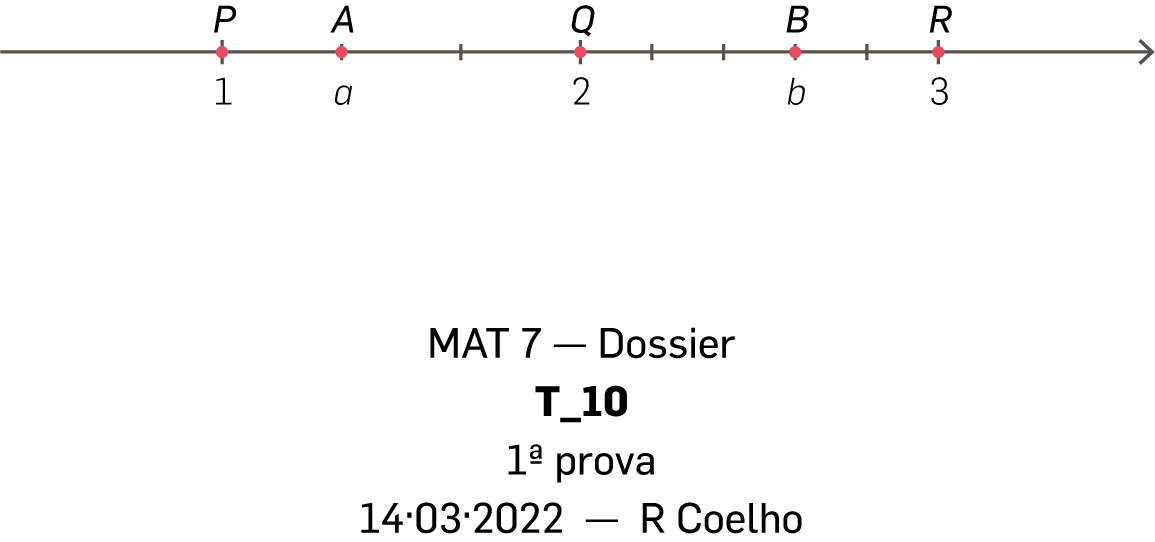 P A Q B R
1 a 2 b 3
MAT 7 — Dossier
T_10
1ª prova
14·03·2022 — R Coelho